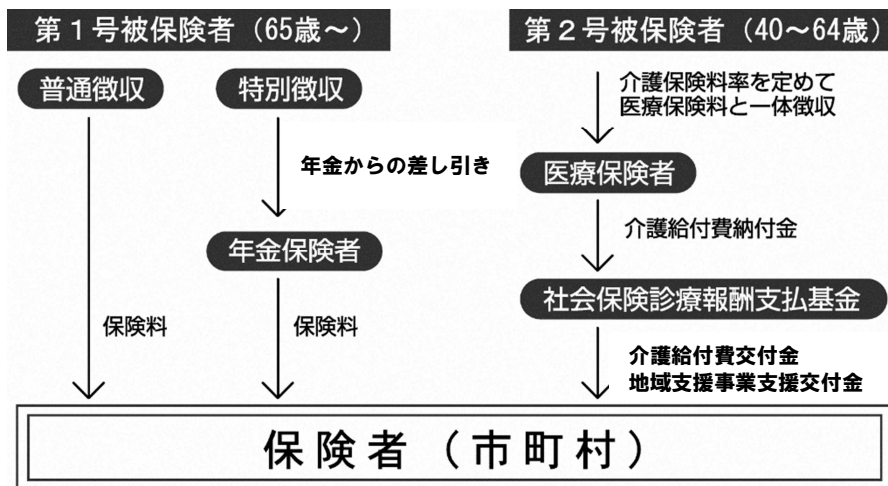 第1号被保険者（65歳～）
普通徴収
特別徴収
年金からの差し引き
年金保険者
保険料
保険料
第2号被保険者（40～64歳）
介護保険料率を定めて
医療保険料と一体徴収
医療保険者
介護給付費納付金
社会保険診療報酬支払基金
介護給付費交付金
地域支援事業支援交付金
保険者（市町村）